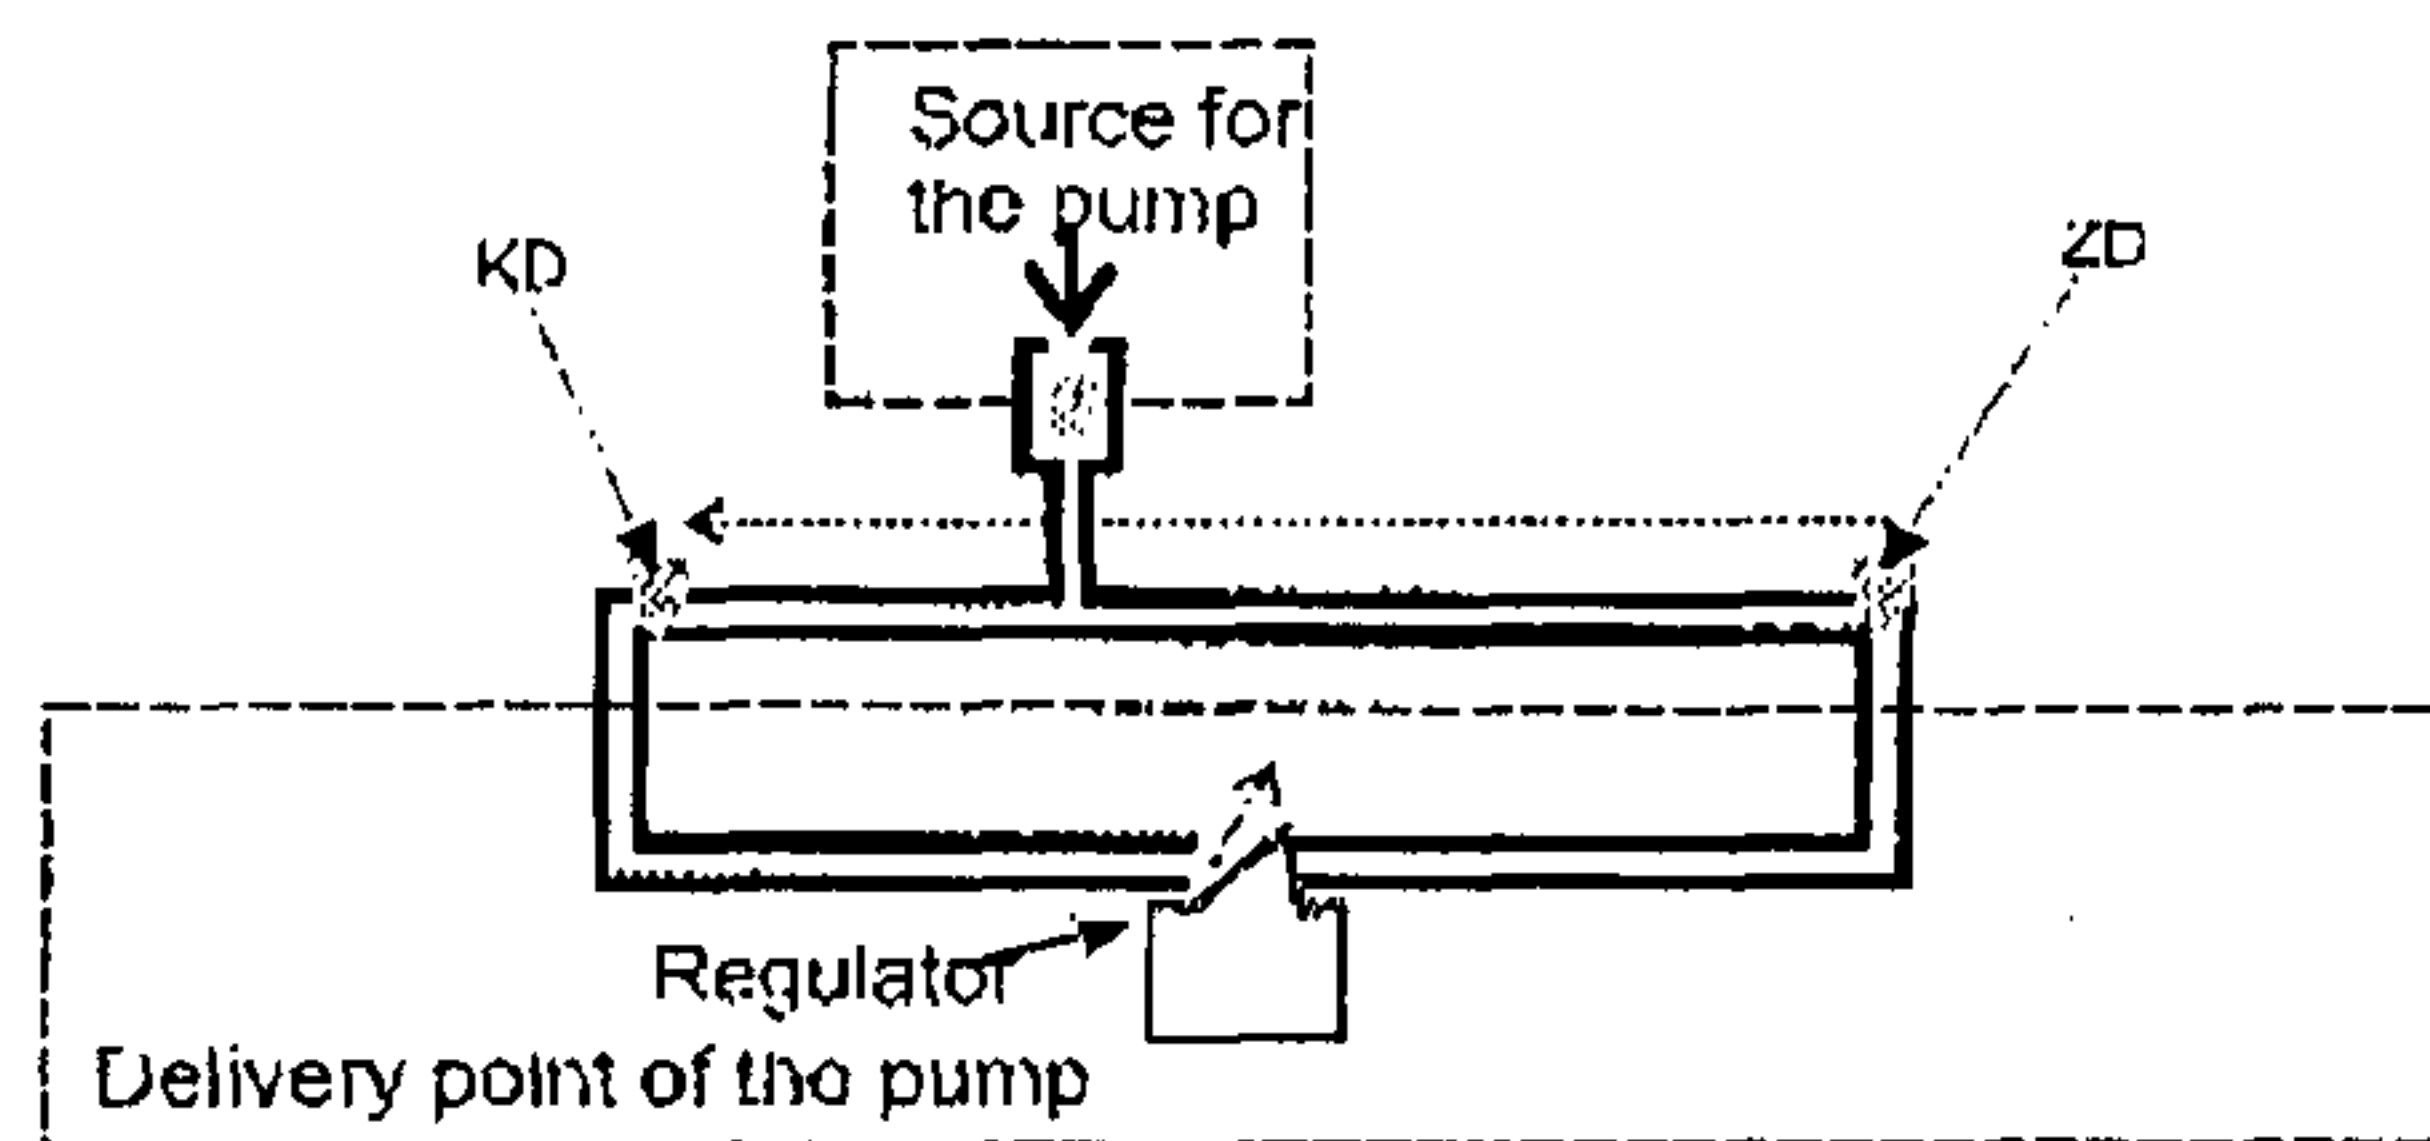 Source for
the pump
KD
ZD
Regulator
Delivery point of the pump